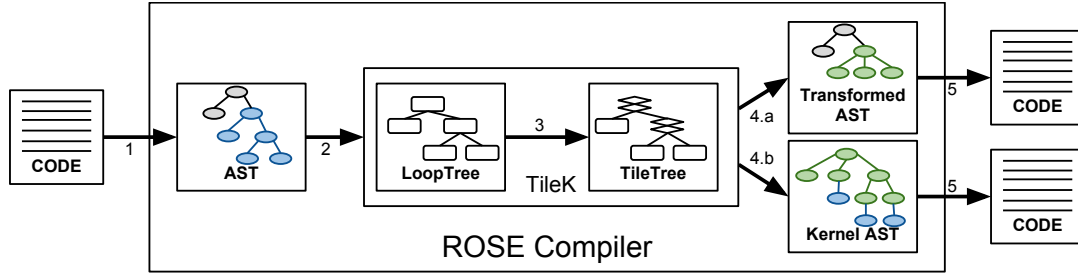 CODE
1
AST
2
LoopTree
3
TileTree
TileK
4.a
4.b
Transformed
AST
Kernel AST
5
5
CODE
CODE
ROSE Compiler